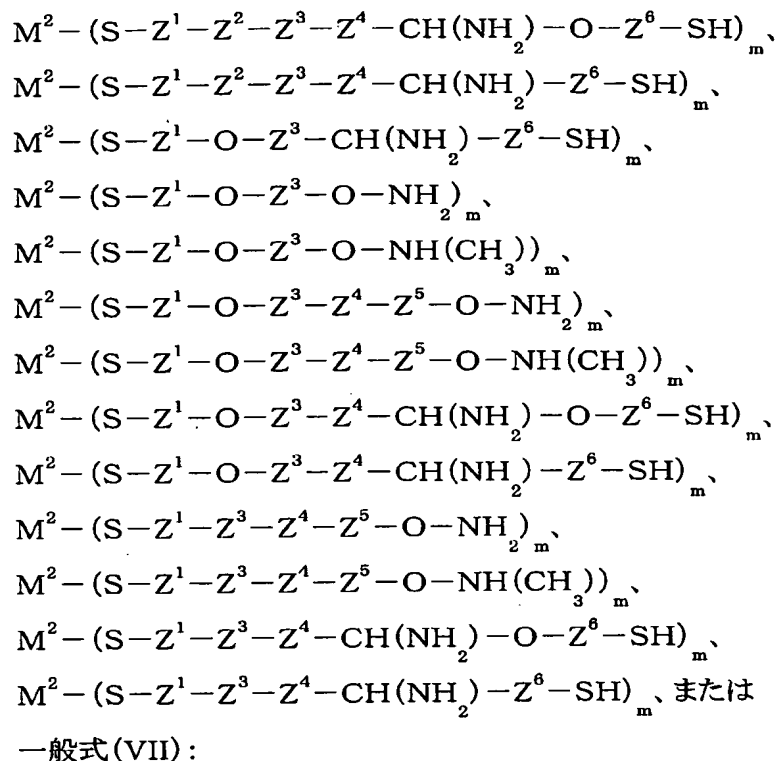 M²－(S－Z¹－Z²－Z³－Z⁴－CH(NH₂)－O－Z⁶－SH)ₘ、
M²－(S－Z¹－Z²－Z³－Z⁴－CH(NH₂)－Z⁶－SH)ₘ、
M²－(S－Z¹－O－Z³－CH(NH₂)－Z⁶－SH)ₘ、
M²－(S－Z¹－O－Z³－O－NH₂)ₘ、
M²－(S－Z¹－O－Z³－O－NH(CH₃))ₘ、
M²－(S－Z¹－O－Z³－Z⁴－Z⁵－O－NH₂)ₘ、
M²－(S－Z¹－O－Z³－Z⁴－Z⁵－O－NH(CH₃))ₘ、
M²－(S－Z¹－O－Z³－Z⁴－CH(NH₂)－O－Z⁶－SH)ₘ、
M²－(S－Z¹－O－Z³－Z⁴－CH(NH₂)－Z⁶－SH)ₘ、
M²－(S－Z¹－Z³－Z⁴－Z⁵－O－NH₂)ₘ、
M²－(S－Z¹－Z³－Z⁴－Z⁵－O－NH(CH₃))ₘ、
M²－(S－Z¹－Z³－Z⁴－CH(NH₂)－O－Z⁶－SH)ₘ、
M²－(S－Z¹－Z³－Z⁴－CH(NH₂)－Z⁶－SH)ₘ、または
一般式(VII):